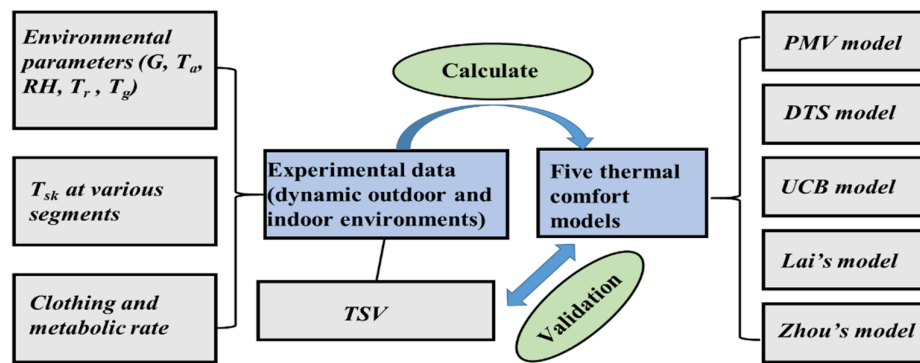 Environmental
parameters (G, Ta,
RH, Tr , Tg)
Tsk at various
segments
Clothing and
metabolic rate
Calculate
Experimental data
(dynamic outdoor and
indoor environments)
TSV
Five thermal
comfort
models
Validation
PMV model
DTS model
UCB model
Lai's model
Zhou's model